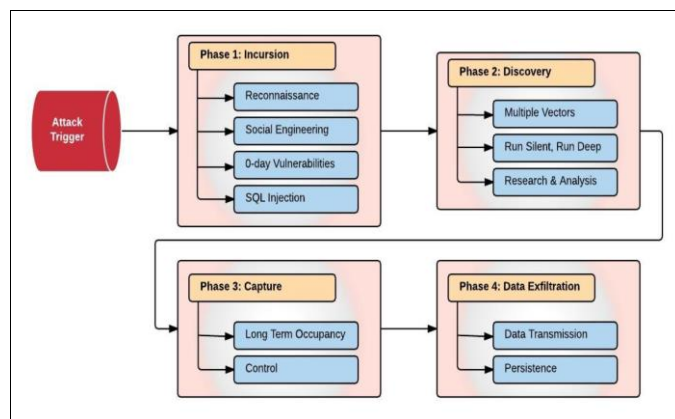 Attack
Trigger
Phase 1: Incursion
Reconnaissance
Social Engineering
0-day Vulnerabilities
SQL Injection
Phase 2: Discovery
Multiple Vectors
Run Silent, Run Deep
Research & Analysis
Phase 3: Capture
Long Term Occupancy
Control
Phase 4: Data Exfiltration
Data Transmission
Persistence